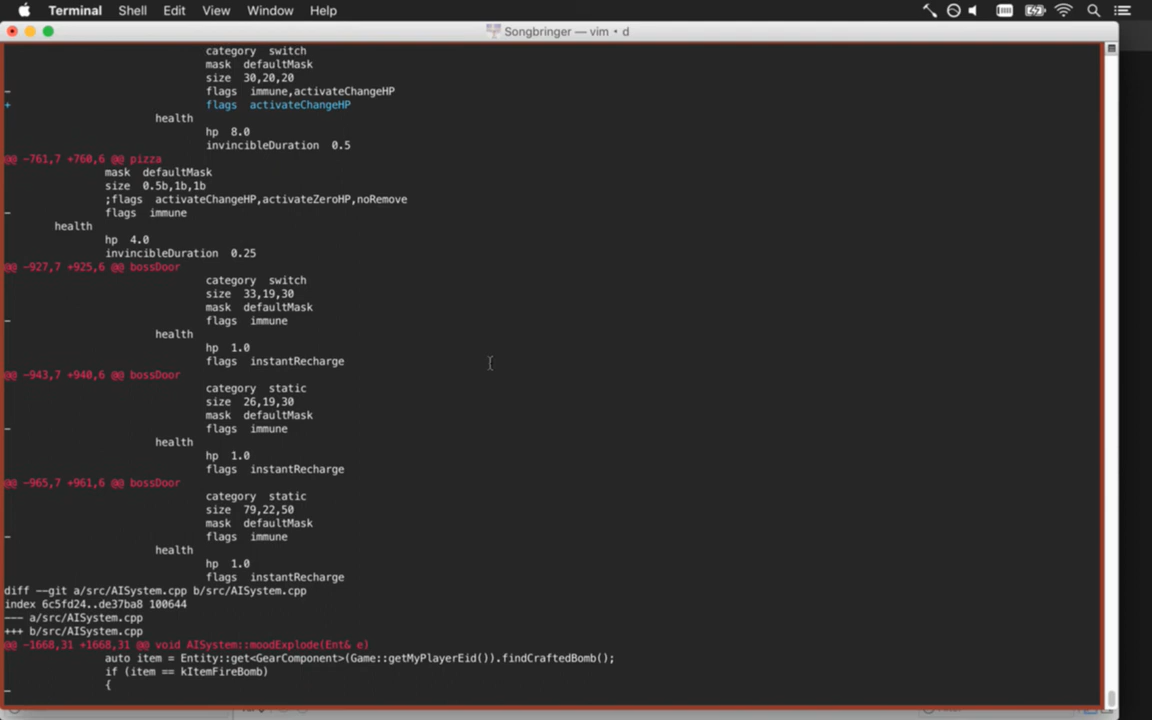 Terminal Shell Edit View Window Help
Songbringer — vim • d
category  switch
mask  defaultMask
size  30,20,20
-flags  immune,activateChangeHP
+flags  activateChangeHP
health
hp  8.0
invincibleDuration  0.5
@@ -761,7 +760,6 @@ pizza
mask  defaultMask
size  0.5b,1b,1b
;flags  activateChangeHP,activateZeroHP,noRemove
-flags  immune
health
hp  4.0
invincibleDuration  0.25
@@ -927,7 +925,6 @@ bossDoor
category  switch
size  33,19,30
mask  defaultMask
-flags  immune
health
hp  1.0
flags  instantRecharge
@@ -943,7 +940,6 @@ bossDoor
category  static
size  26,19,30
mask  defaultMask
-flags  immune
health
hp  1.0
flags  instantRecharge
@@ -965,7 +961,6 @@ bossDoor
category  static
size  79,22,50
mask  defaultMask
-flags  immune
health
hp  1.0
flags  instantRecharge
diff --git a/src/AISystem.cpp b/src/AISystem.cpp
index 6c5fd24..de37ba8 100644
--- a/src/AISystem.cpp
+++ b/src/AISystem.cpp
@@ -1668,31 +1668,31 @@ void AISystem::moodExplode(Ent& e)
auto item = Entity::get<GearComponent>(Game::getMyPlayerEid()).findCraftedBomb();
if (item == kItemFireBomb)
{
-